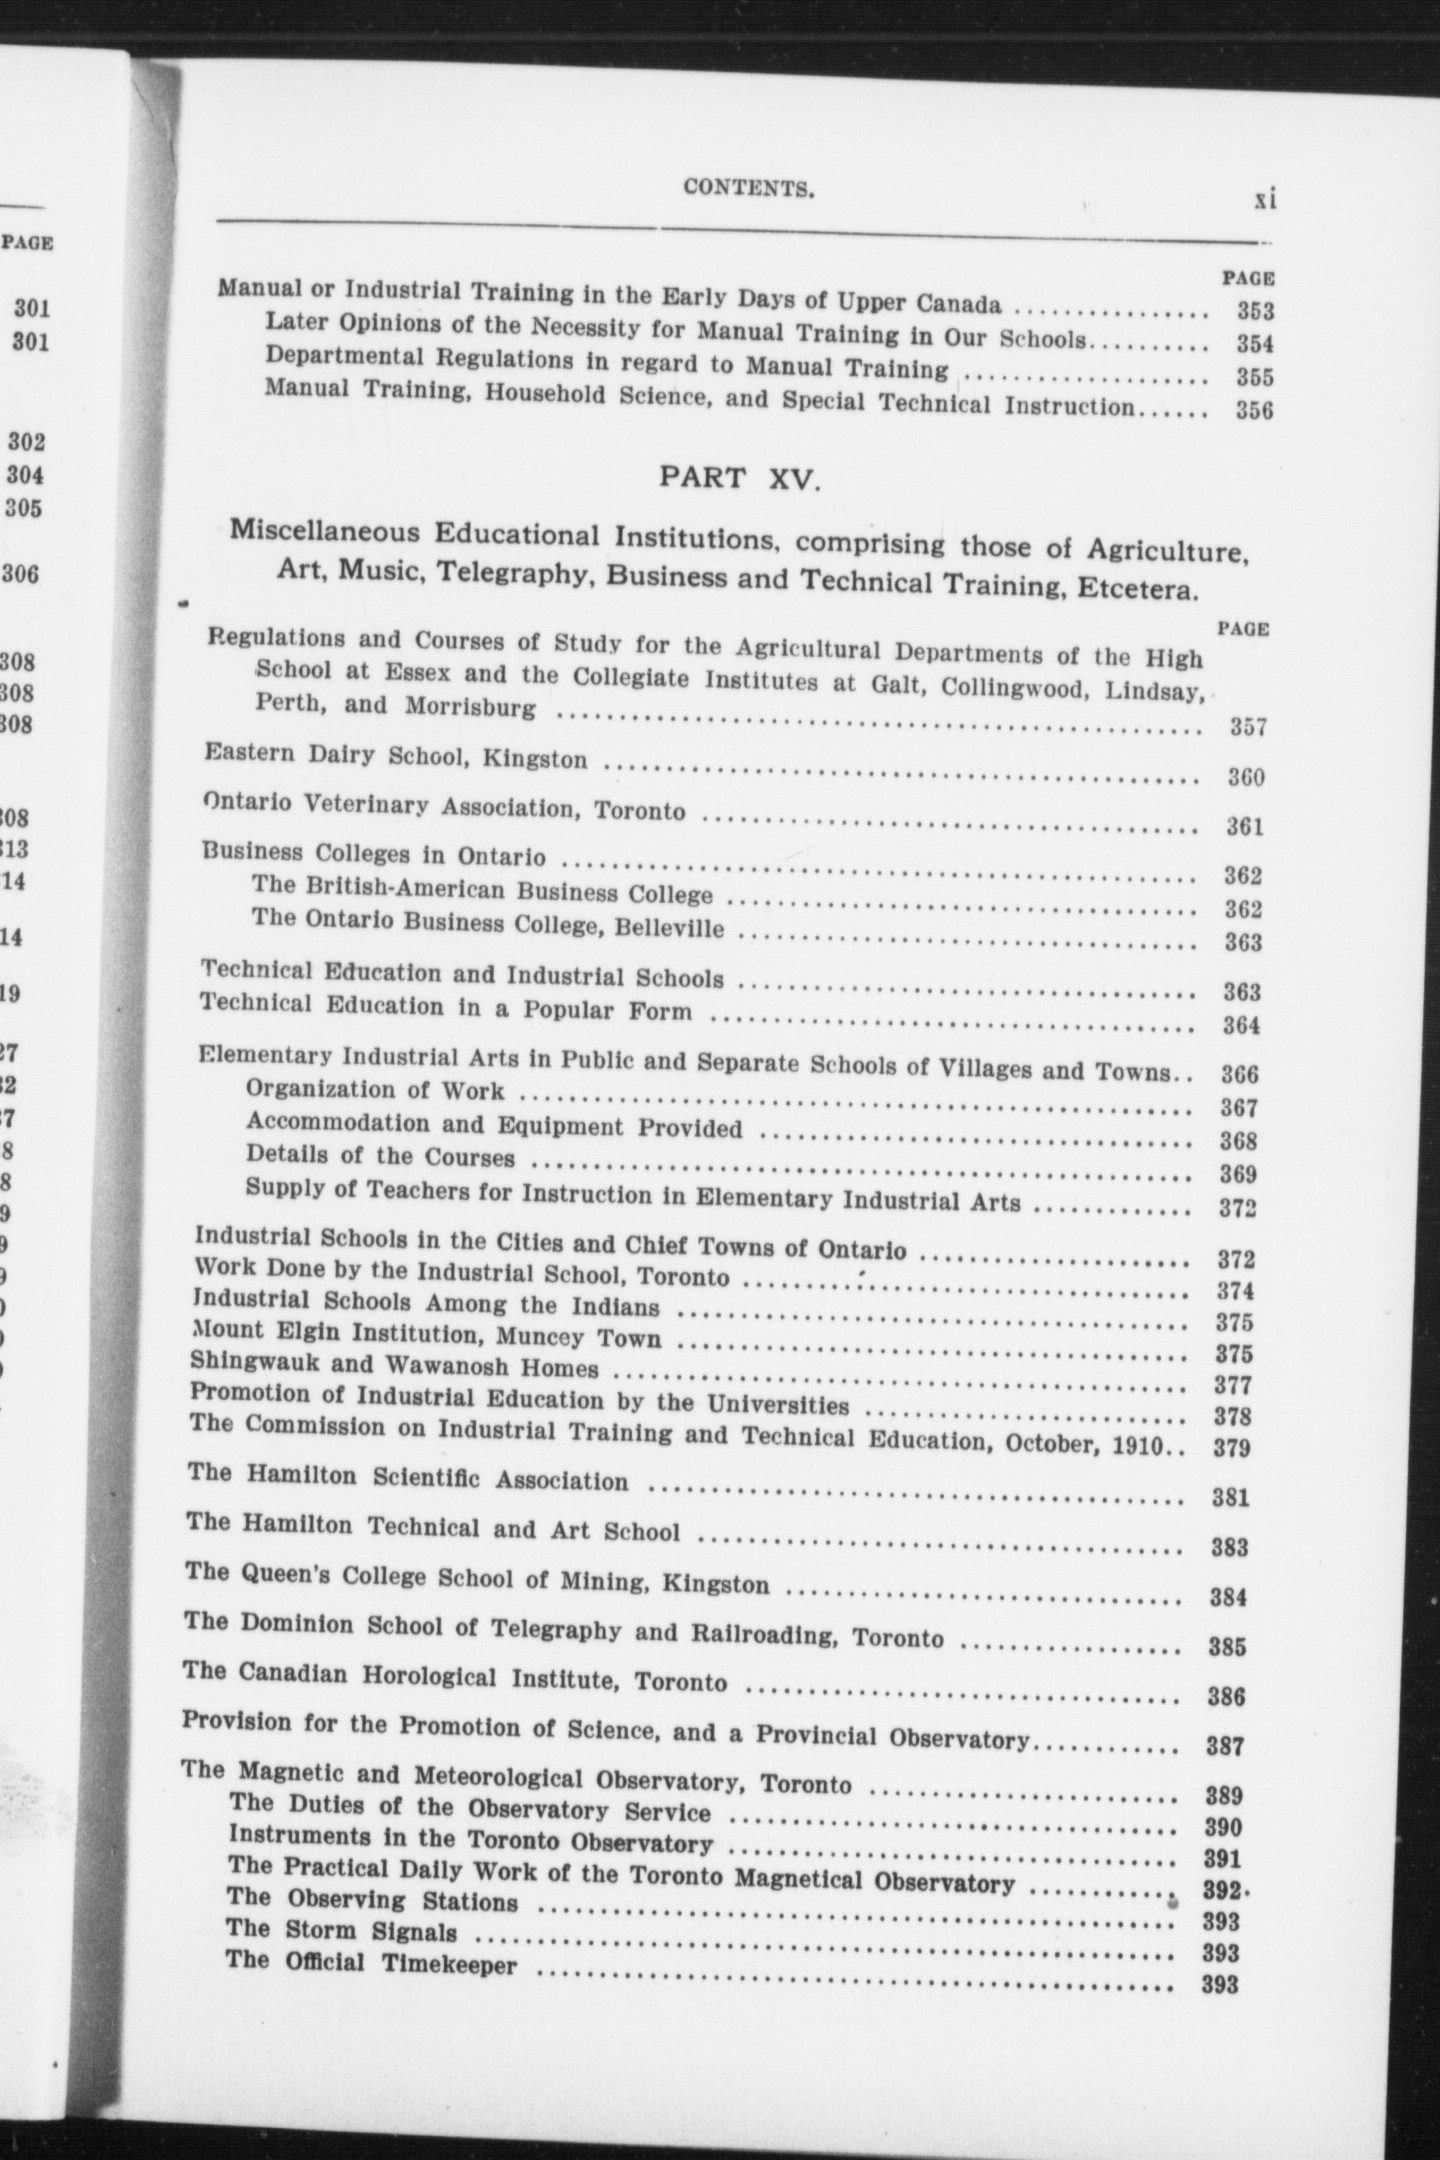 PAGE
301
301
302
304
305
306
308
308
308
CONTENTS.
xi
PAGE
Manual or Industrial Training in the Early Days of Upper Canada ................ 353
Later Opinions of the Necessity for Manual Training in Our Schools.......... 354
Departmental Regulations in regard to Manual Training .................... 355
Manual Training, Household Science, and Special Technical Instruction...... 356
PART XV.
Miscellaneous Educational Institutions, comprising those of Agriculture,
Art, Music, Telegraphy, Business and Technical Training, Etcetera.
PAGE
Regulations and Courses of Study for the Agricultural Departments of the High
School at Essex and the Collegiate Institutes at Galt, Collingwood, Lindsay,
Perth, and Morrisburg .................................................... 357
Eastern Dairy School, Kingston ................................................ 360
Ontario Veterinary Association, Toronto ........................................ 361
Business Colleges in Ontario ................................................... 362
The British-American Business College ...................................... 362
The Ontario Business College, Belleville ..................................... 363
Technical Education and Industrial Schools ..................................... 363
Technical Education in a Popular Form ....................................... 364
Elementary Industrial Arts in Public and Separate Schools of Villages and Towns.. 366
Organization of Work ...................................................... 367
Accommodation and Equipment Provided ................................... 368
Details of the Courses ..................................................... 369
Supply of Teachers for Instruction in Elementary Industrial Arts ............. 372
Industrial Schools in the Cities and Chief Towns of Ontario ...................... 372
Work Done by the Industrial School, Toronto .................................... 374
Industrial Schools Among the Indians ......................................... 375
Mount Elgin Institution, Muncey Town ......................................... 375
Shingwauk and Wawanosh Homes .............................................. 377
Promotion of Industrial Education by the Universities .......................... 378
The Commission on Industrial Training and Technical Education, October, 1910.. 379
The Hamilton Scientific Association ........................................... 381
The Hamilton Technical and Art School ....................................... 383
The Queen's College School of Mining, Kingston ................................ 384
The Dominion School of Telegraphy and Railroading, Toronto .................. 385
The Canadian Horological Institute, Toronto ................................... 386
Provision for the Promotion of Science, and a Provincial Observatory............ 387
The Magnetic and Meteorological Observatory, Toronto ......................... 389
The Duties of the Observatory Service .................................... 390
Instruments in the Toronto Observatory .................................... 391
The Practical Daily Work of the Toronto Magnetical Observatory ............ 392
The Observing Stations ................................................... 393
The Storm Signals ........................................................ 393
The Official Timekeeper ................................................... 393